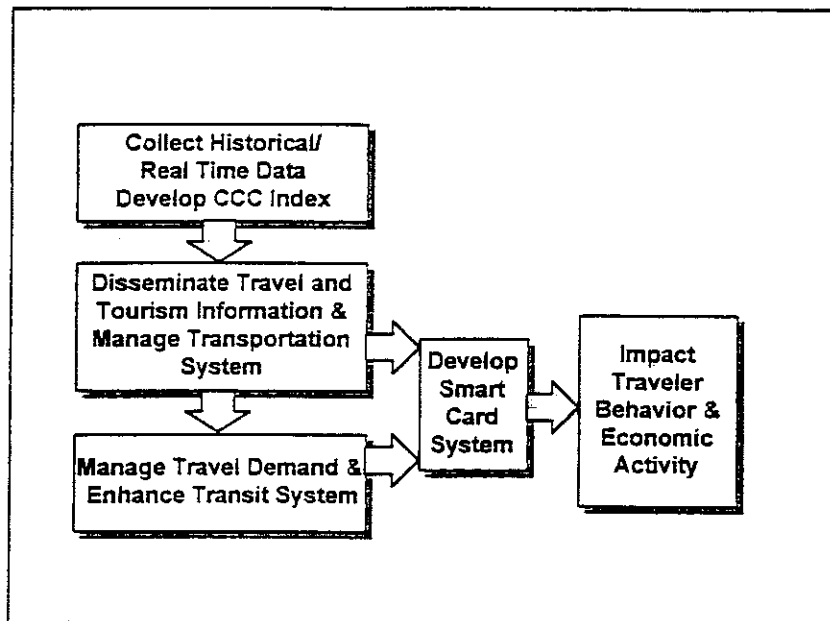 Collect Historical/
Real Time Data
Develop CCC Index
Disseminate Travel and
Tourism Information &
Manage Transportation
System
Manage Travel Demand &
Enhance Transit System
Develop
Smart
Card
System
Impact
Traveler
Behavior &
Economic
Activity